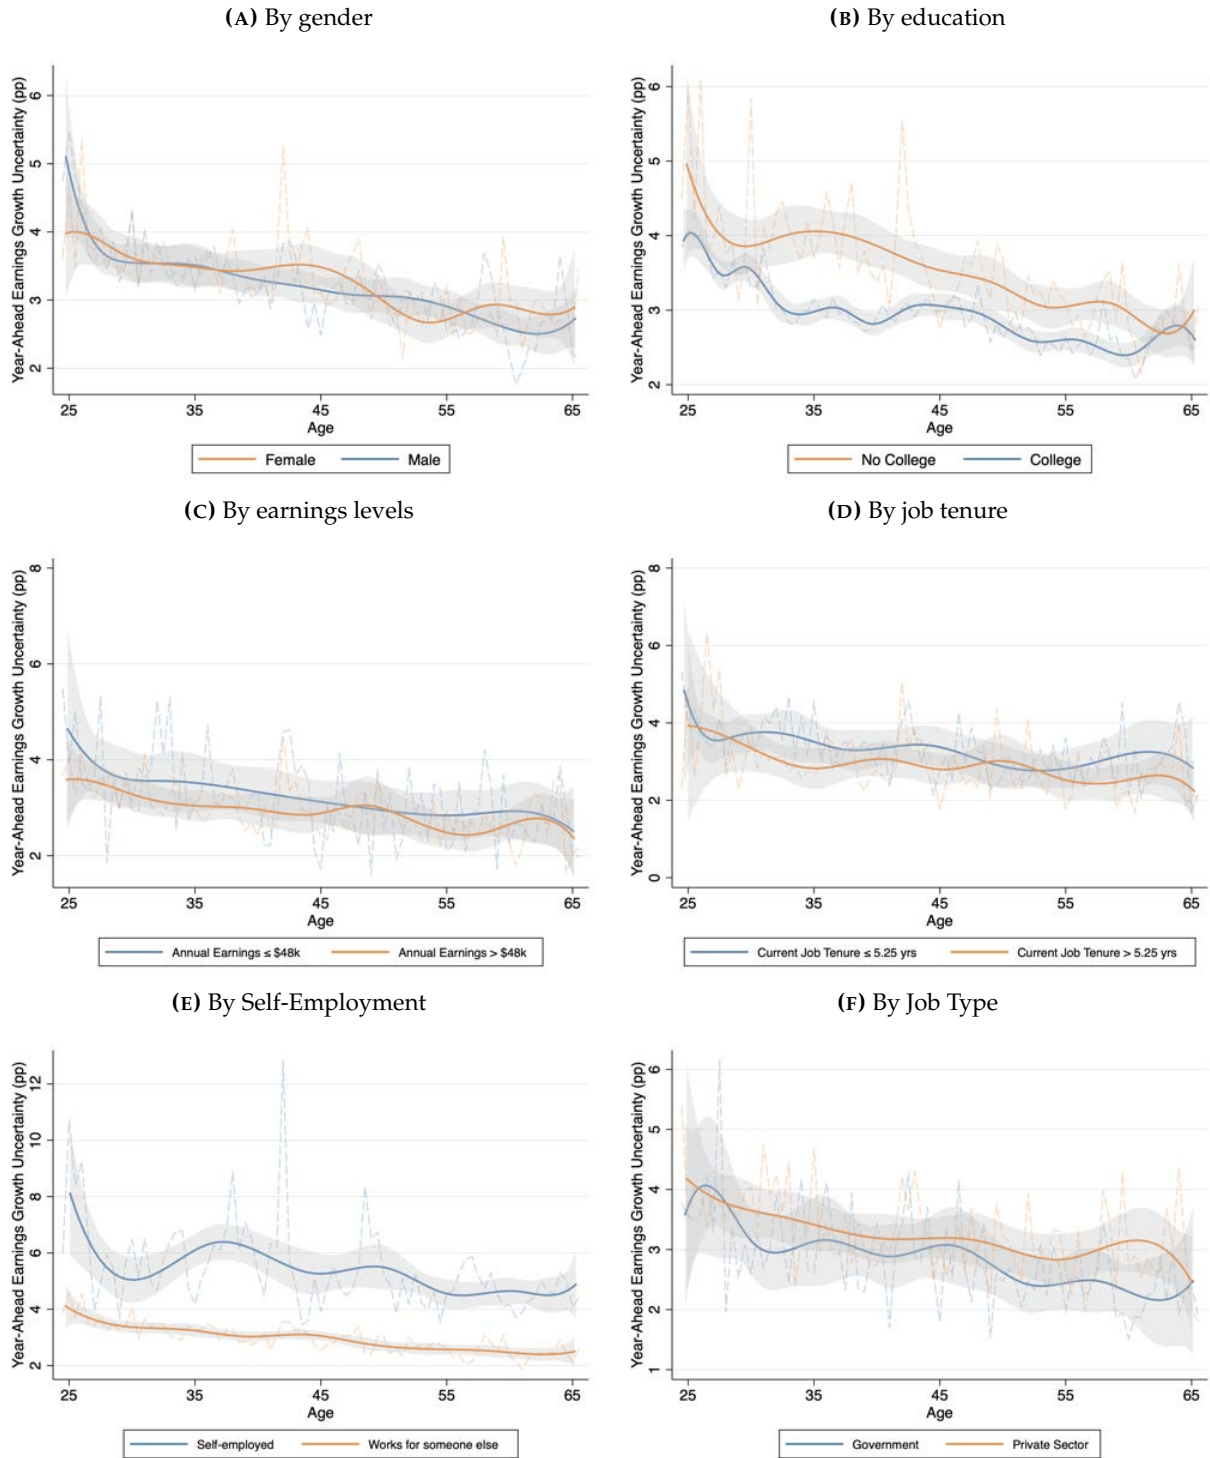 (A) By gender
Year-Ahead Earnings Growth Uncertainty (pp)
6
5
4
3
2
25 35 45 55 65
Age
Female Male
(B) By education
Year-Ahead Earnings Growth Uncertainty (pp)
6
5
4
3
2
25 35 45 55 65
Age
No College College
(C) By earnings levels
Year-Ahead Earnings Growth Uncertainty (pp)
8
6
4
2
25 35 45 55 65
Age
Annual Earnings ≤ $48k Annual Earnings > $48k
(D) By job tenure
Year-Ahead Earnings Growth Uncertainty (pp)
8
6
4
2
0
25 35 45 55 65
Age
Current Job Tenure ≤ 5.25 yrs Current Job Tenure > 5.25 yrs
(E) By Self-Employment
Year-Ahead Earnings Growth Uncertainty (pp)
12
10
8
6
4
2
25 35 45 55 65
Age
Self-employed Works for someone else
(F) By Job Type
Year-Ahead Earnings Growth Uncertainty (pp)
6
5
4
3
2
1
25 35 45 55 65
Age
Government Private Sector